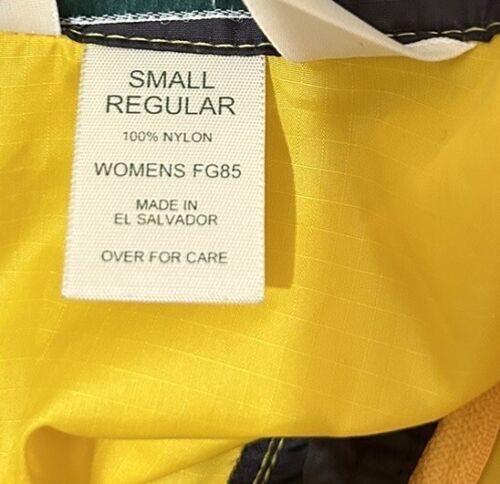 SMALL
REGULAR
100% NYLON
WOMENS FG85
MADE IN
EL SALVADOR
OVER FOR CARE